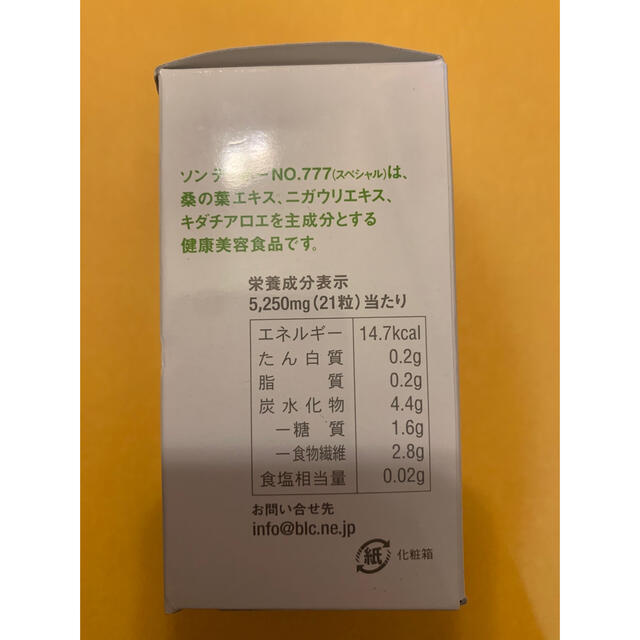 ソン NO.777(スペシャル)は、
桑の葉エキス、ニガウリエキス、
キダチアロエを主成分とする
健康美容食品です。
栄養成分表示
5,250mg(21粒)当たり
エネルギー 14.7kcal
たん白質 0.2g
脂質 0.2g
炭水化物 4.4g
ー糖質 1.6g
ー食物繊維 2.8g
食塩相当量 0.02g
お問い合せ先
info@blc.ne.jp
紙 化粧箱